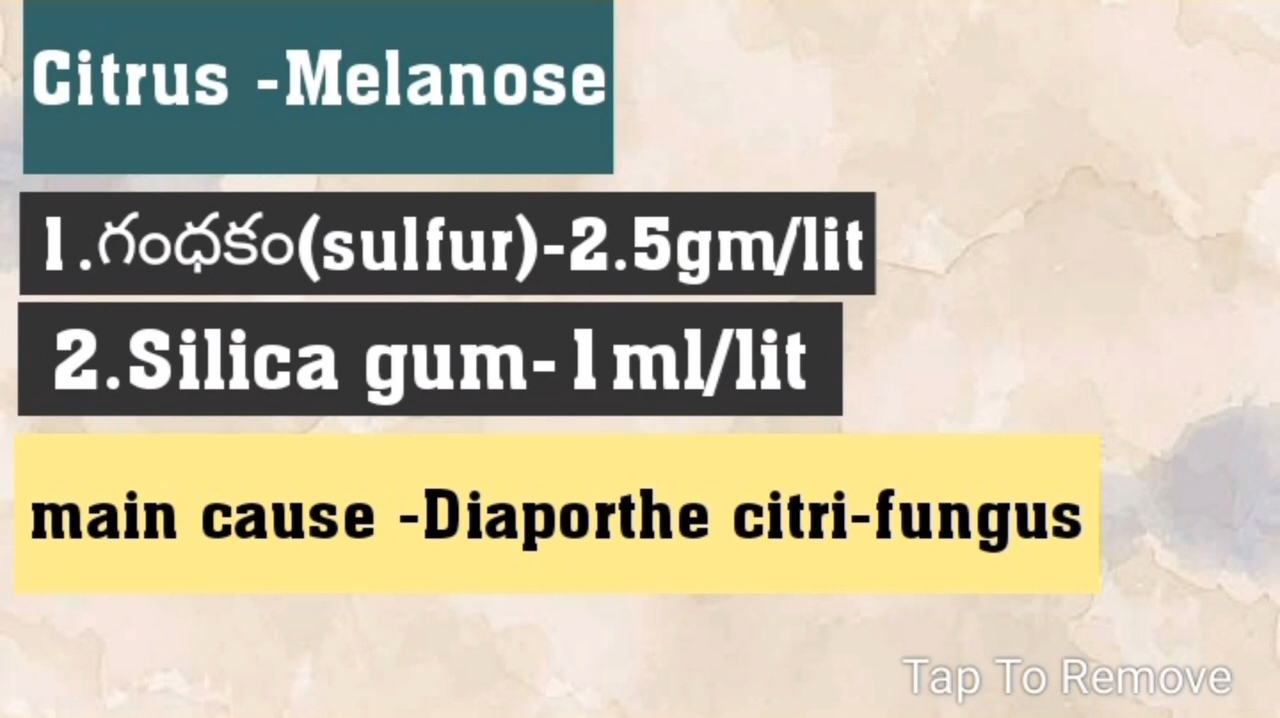 Citrus -Melanose
1.గంధకం(sulfur)-2.5gm/lit
2.Silica gum-1ml/lit
main cause -Diaporthe citri-fungus
Tap To Remove